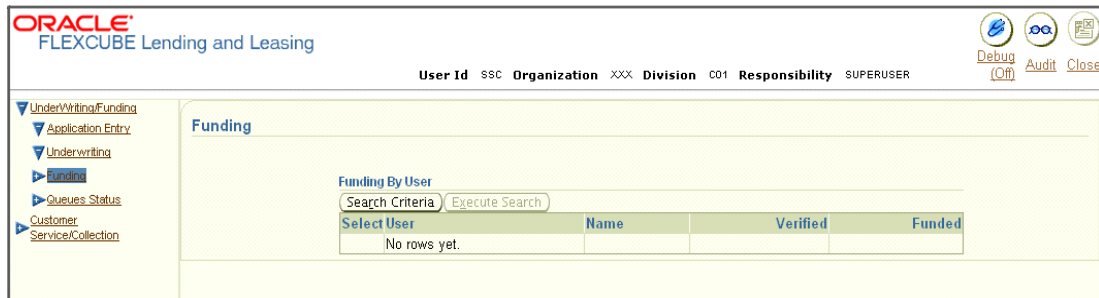 ORACLE
FLEXCUBE Lending and Leasing
User Id SSC Organization XXX Division C01 Responsibility SUPERUSER
Debug (Off) Audit Close
UnderWriting/Funding
Application Entry
Underwriting
Funding
Queues Status
Customer
Service/Collection
Funding
Funding By User
Search Criteria Execute Search
Select User Name Verified Funded
No rows yet.